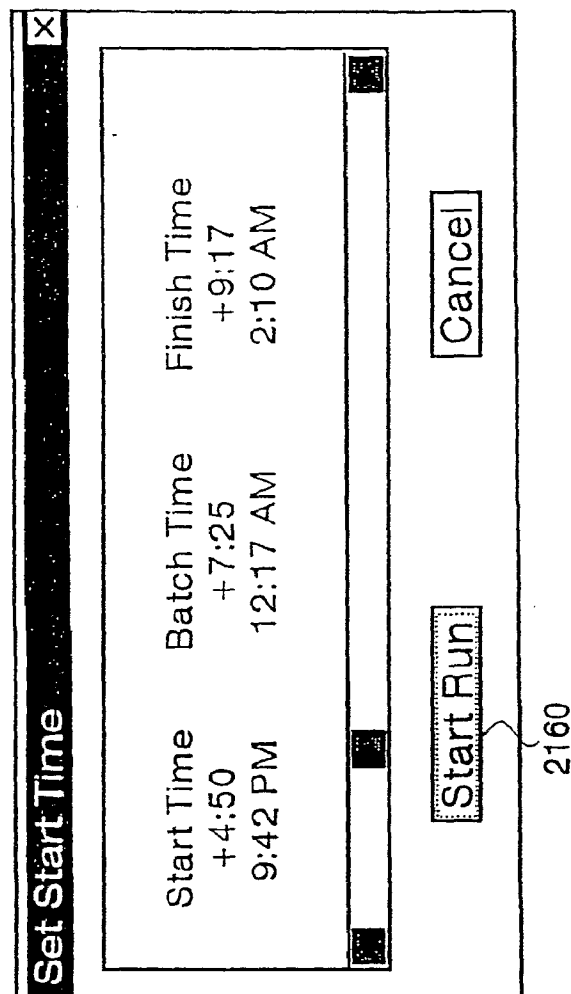 Set Start Time
X
Start Time
+4:50
9:42 PM
Batch Time
+7:25
12:17 AM
Finish Time
+9:17
2:10 AM
Start Run
Cancel
2160